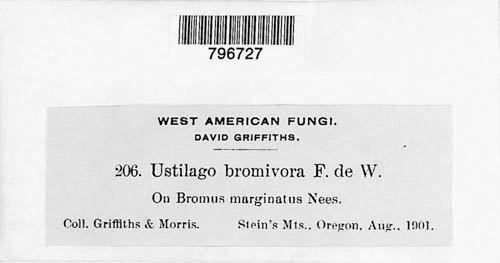 796727
WEST AMERICAN FUNGI.
DAVID GRIFFITHS.
206. Ustilago bromivora F. de W.
On Bromus marginatus Nees.
Coll. Griffiths & Morris. Stein's Mts., Oregon, Aug., 1901.